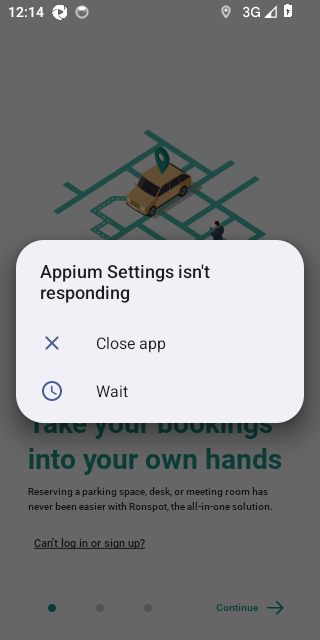 12:14
3G
Appium Settings isn't
responding
Close app
Wait
Take your bookings
into your own hands
Reserving a parking space, desk, or meeting room has
never been easier with Ronspot, the all-in-one solution.
Can't log in or sign up?
Continue